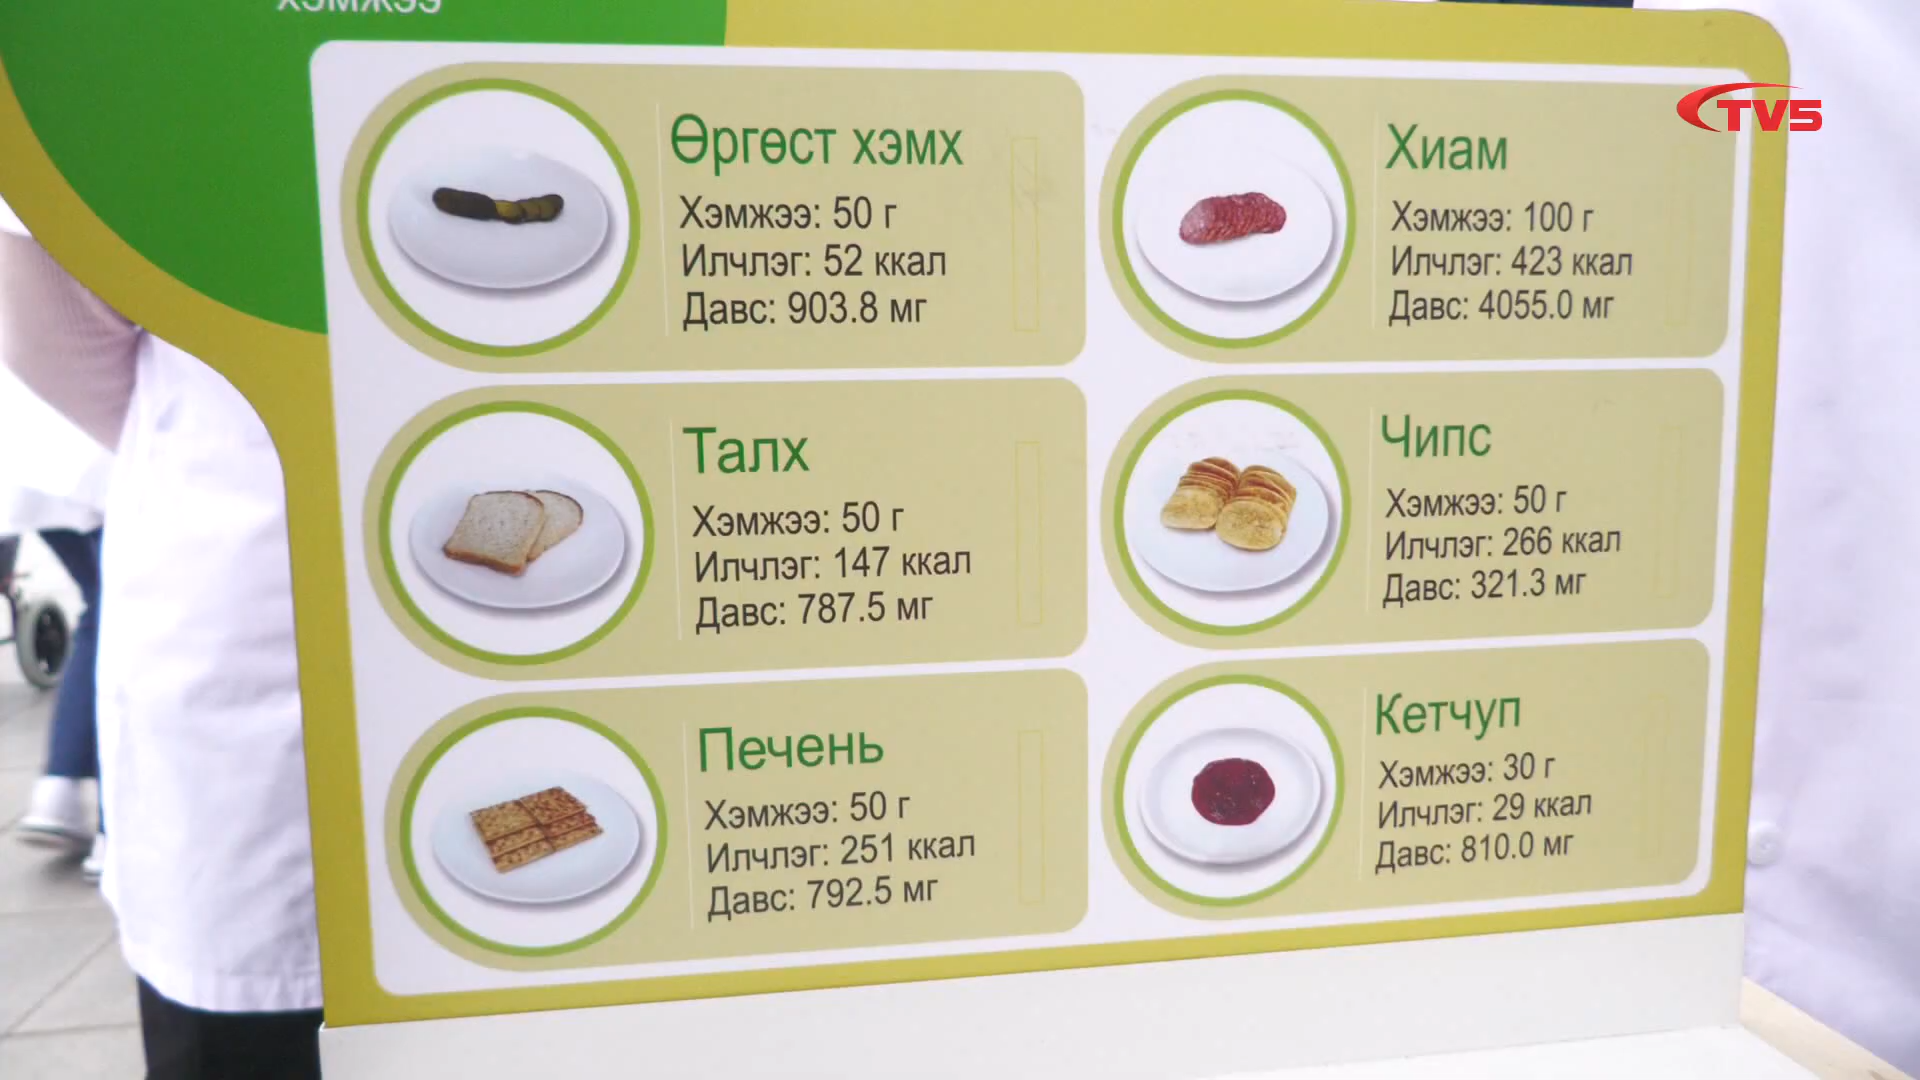 ХЭМЖЭЭ
TV5
Өргөст хэмх
Хэмжээ: 50 г
Илчлэг: 52 ккал
Давс: 903.8 мг
Хиам
Хэмжээ: 100 г
Илчлэг: 423 ккал
Давс: 4055.0 мг
Талх
Хэмжээ: 50 г
Илчлэг: 147 ккал
Давс: 787.5 мг
Чипс
Хэмжээ: 50 г
Илчлэг: 266 ккал
Давс: 321.3 мг
Печень
Хэмжээ: 50 г
Илчлэг: 251 ккал
Давс: 792.5 мг
Кетчуп
Хэмжээ: 30 г
Илчлэг: 29 ккал
Давс: 810.0 мг